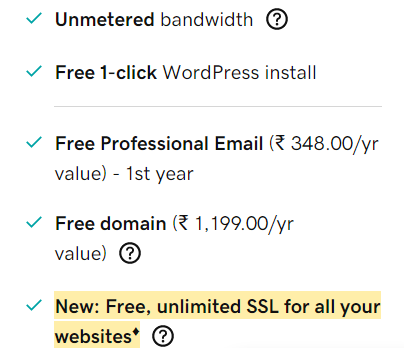 Unmetered bandwidth ?
Free 1-click WordPress install
Free Professional Email (₹ 348.00/yr
value) - 1st year
Free domain (₹ 1,199.00/yr
value) ?
New: Free, unlimited SSL for all your
websites♦ ?